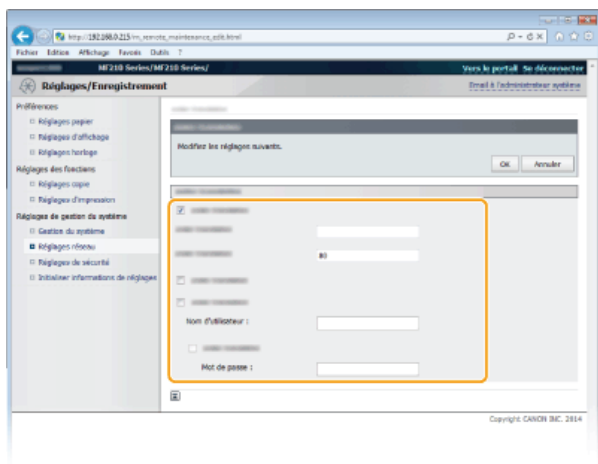 http://192.168.0.215/m_remote_maintenance_edit.html
Fichier Edition Affichage Favoris Outils ?
MF210 Series/MF210 Series/
Vers le portail Se déconnecter
Réglages/Enregistrement
Email à l'administrateur système
Préférences
Réglages papier
Réglages d'affichage
Réglages horloge
Réglages des fonctions
Réglages copie
Réglages d'impression
Réglages de gestion du système
Gestion du système
Réglages réseau
Réglages de sécurité
Initialiser informations de réglages
Modifiez les réglages suivants.
OK Annuler
80
Nom d'utilisateur :
Mot de passe :
Copyright CANON INC. 2014